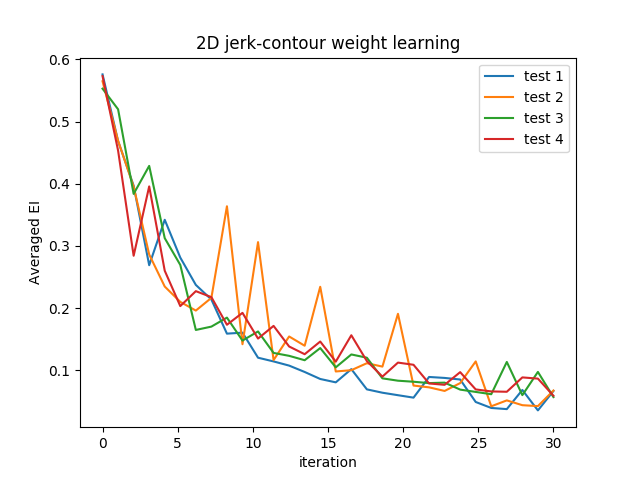 2D jerk-contour weight learning
0.6
0.5
0.4
0.3
0.2
0.1
Averaged EI
test 1
test 2
test 3
test 4
0 5 10 15 20 25 30
iteration